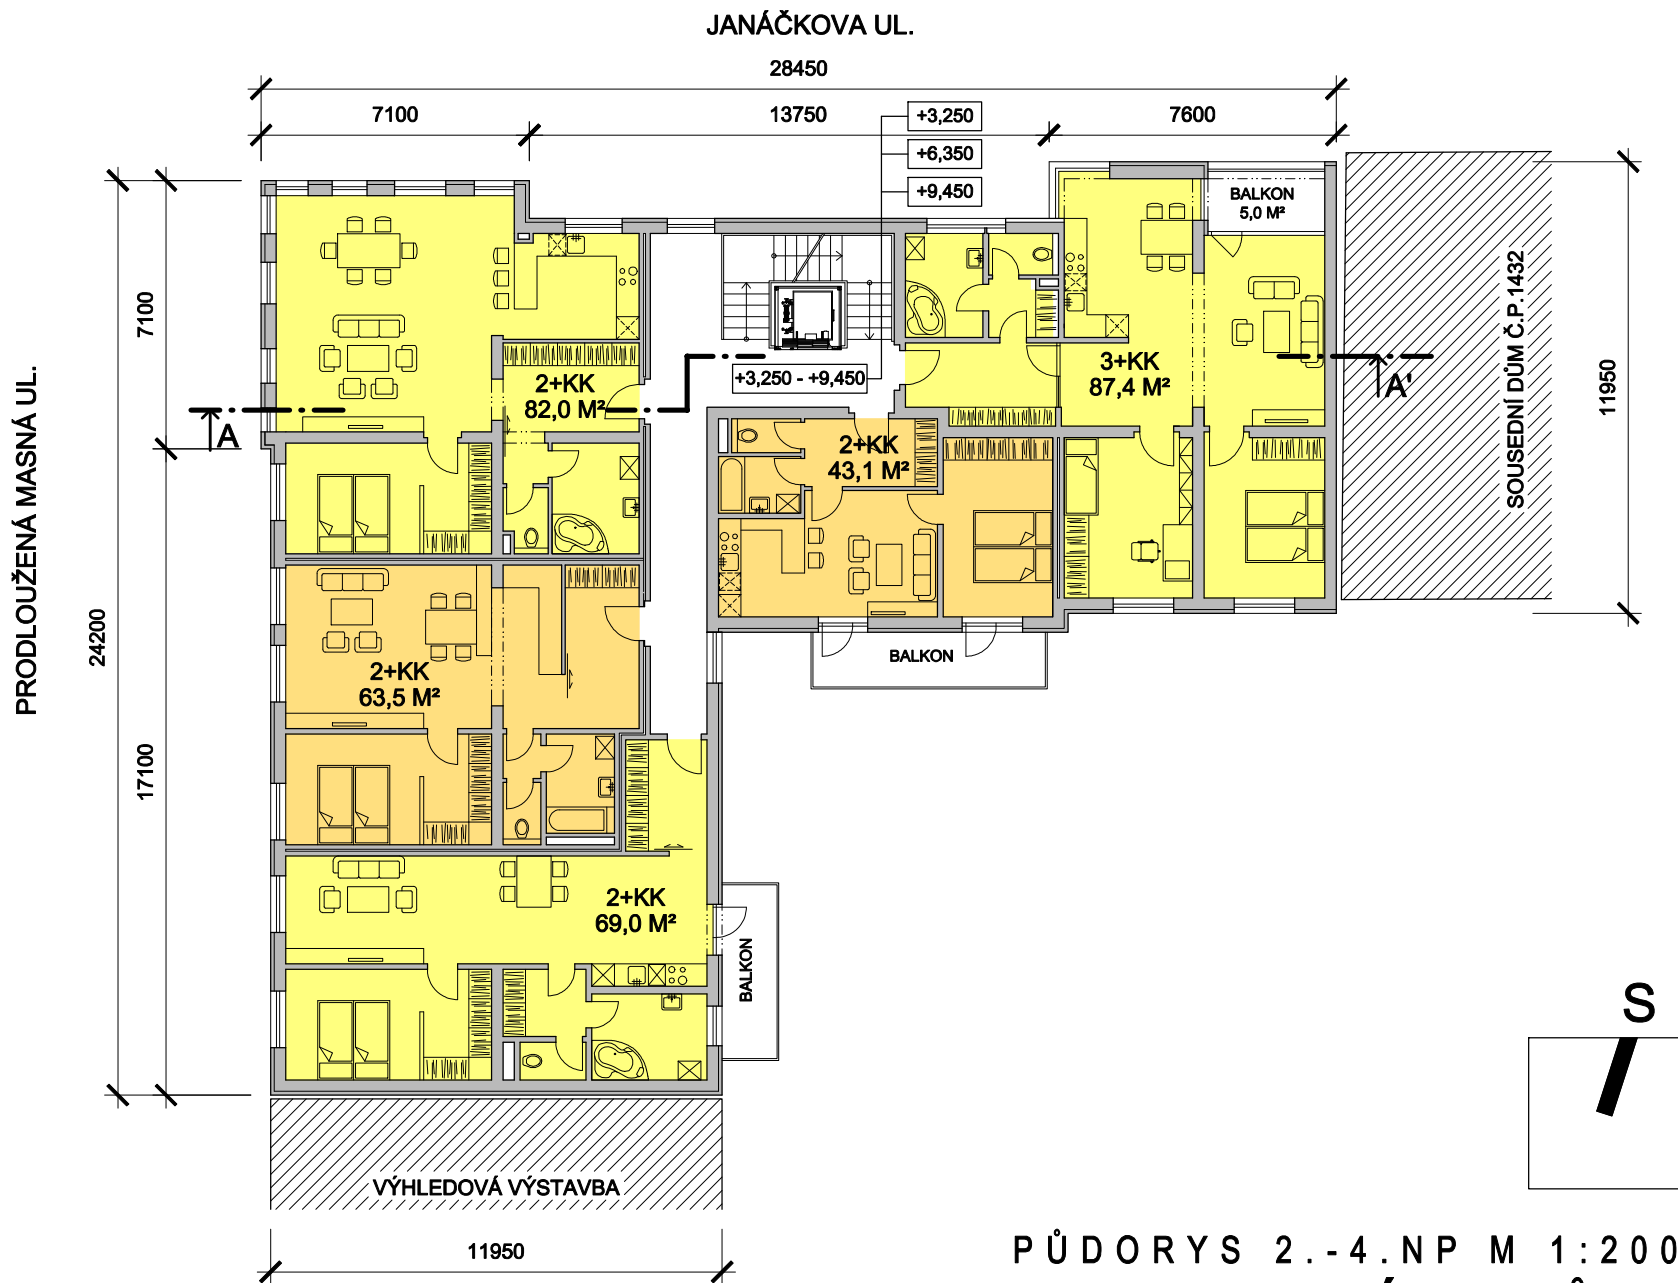 JANÁČKOVA UL.
28450
7100
13750
7600
+3,250
+6,350
+9,450
BALKON
5,0 M²
PRODLOUŽENÁ MASNÁ UL.
24200
7100
17100
SOUSEDNÍ DŮM Č.P.1432
11950
2+KK
82,0 M²
+3,250 - +9,450
3+KK
87,4 M²
A
A'
2+KK
43,1 M²
BALKON
2+KK
63,5 M²
2+KK
69,0 M²
BALKON
S
VÝHLEDOVÁ VÝSTAVBA
11950
PŮDORYS 2.-4.NP M 1:200